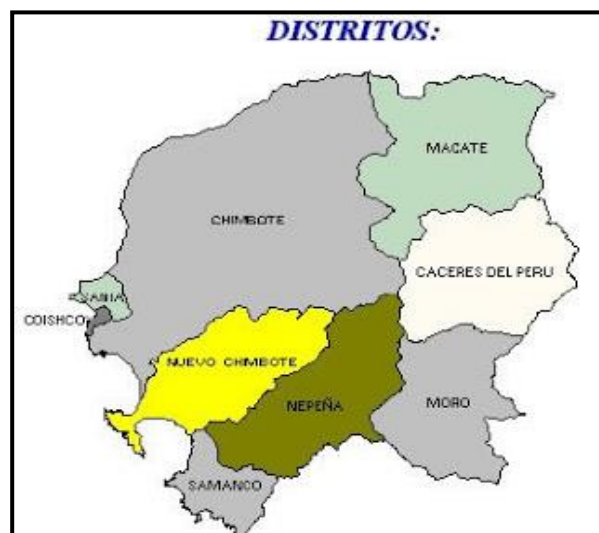 DISTRITOS:
MACATE
CHIMBOTE
CACERES DEL PERU
COISHCO
NUEVO CHIMBOTE
NEPEÑA
MORO
SAMANCO